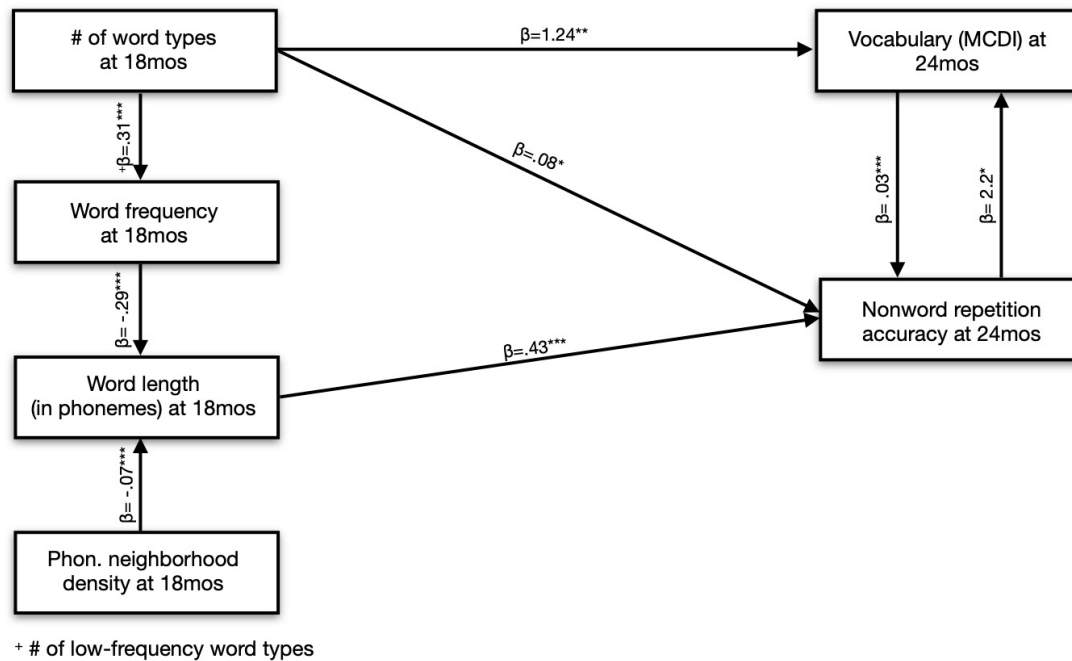 # of word types
at 18mos
β=1.24**
Vocabulary (MCDI) at
24mos
+β=.31***
β=.08*
β= .03***
β= 2.2*
Word frequency
at 18mos
β= -.29***
Nonword repetition
accuracy at 24mos
β=.43***
Word length
(in phonemes) at 18mos
β= -.07***
Phon. neighborhood
density at 18mos
+ # of low-frequency word types